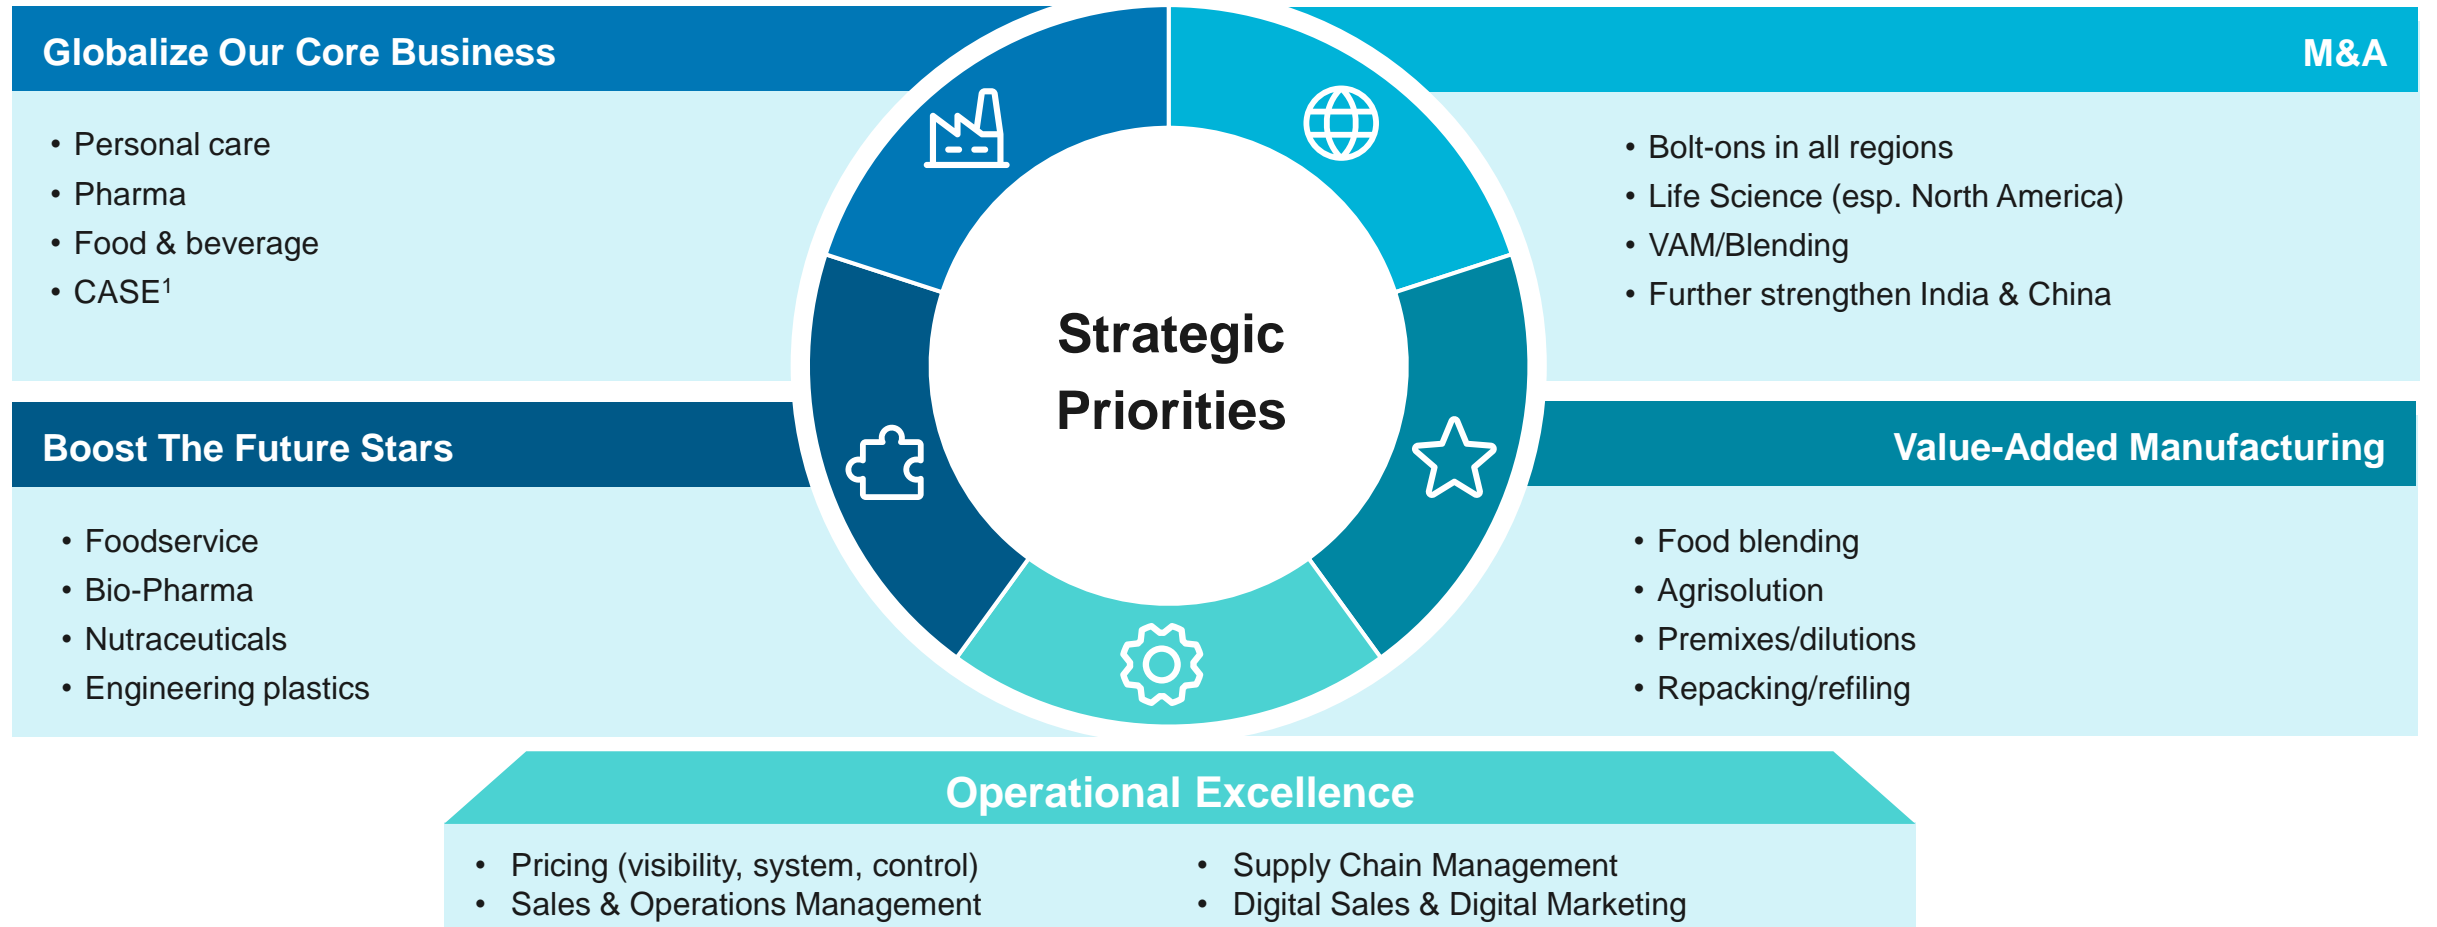 Globalize Our Core Business
• Personal care
• Pharma
• Food & beverage
• CASE¹
M&A
• Bolt-ons in all regions
• Life Science (esp. North America)
• VAM/Blending
• Further strengthen India & China
Strategic
Priorities
Boost The Future Stars
• Foodservice
• Bio-Pharma
• Nutraceuticals
• Engineering plastics
Value-Added Manufacturing
• Food blending
• Agrisolution
• Premixes/dilutions
• Repacking/refiling
Operational Excellence
• Pricing (visibility, system, control)
• Sales & Operations Management
• Supply Chain Management
• Digital Sales & Digital Marketing